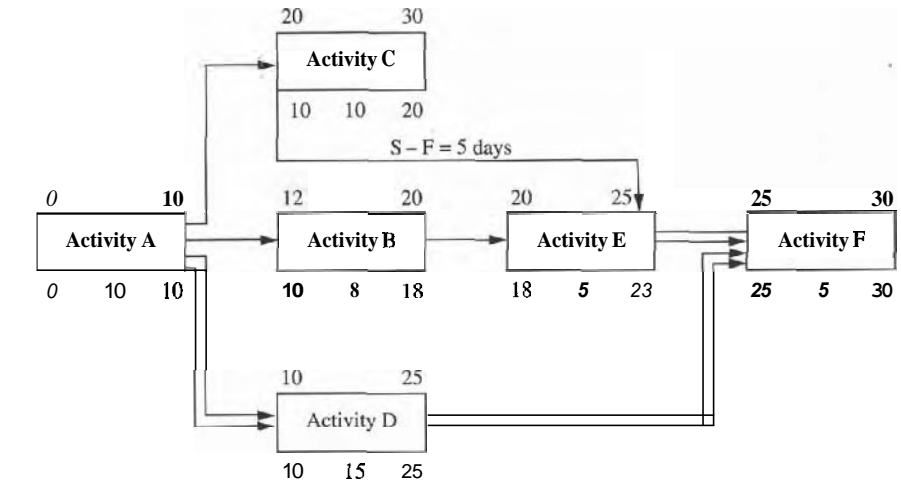 20 30
Activity C
10 10 20
S – F = 5 days
0 10
12 20
20 25
25 30
Activity A
Activity B
Activity E
Activity F
0 10 10
10 8 18
18 5 23
25 5 30
10 25
Activity D
10 15 25